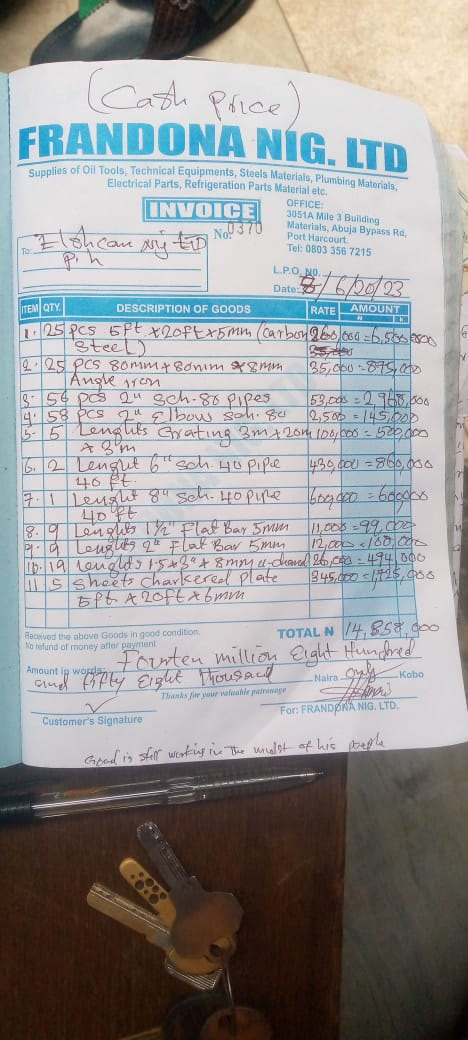 (Cash Price)
FRANDONA NIG. LTD
Supplies of Oil Tools, Technical Equipments, Steels Materials, Plumbing Materials,
Electrical Parts, Refrigeration Parts Material etc.
INVOICE
No: 0370
OFFICE:
3051A Mile 3 Building
Materials, Abuja Bypass Rd,
Port Harcourt.
Tel: 0803 356 7215
To: Elshcan Nig LTD
P.H
L.P.O. NO.
Date: /6/2023
ITEM QTY. DESCRIPTION OF GOODS RATE AMOUNT
N K
1. 25 pcs 5ft x20ftx5mm (carbon 260,000 = 6,500,000
Steel)
2. 25 pcs 80mm x 80mm x 8mm 35,000 = 875,000
Angle iron
3. 56 pcs 2" Sch. 80 pipes 53,000 = 2,968,000
4. 58 pcs 2" Elbow Sch. 80 2,500 = 145,000
5. 5 Lenghts Grating 3m x 20m 100,000 = 500,000
x 3m
6. 2 Lenght 6" sch. 40 pipe 430,000 = 860,000
40 ft.
7. 1 Lenght 8" sch. 40 pipe 600,000 = 600,000
40 ft
8. 9 Lenghts 1½" Flat Bar 5mm 11,000 = 99,000
9. 9 Lenghts 2" Flat Bar 5mm 12,000 = 108,000
10. 19 Lenghts 1.5 x 3" x 8mm u-chanel 26,000 = 494,000
11 5 Sheets Charkered Plate 345,000 = 1,725,000
5ft x 20ft x 6mm
Received the above Goods in good condition.
No refund of money after payment
TOTAL N 14,858,000
Amount in words: Fourten million Eight Hundred
and Fifty Eight Thousand Naira only Kobo
Thanks for your valuable patronage
Customer's Signature
For: FRANDONA NIG. LTD.
Goad is still working in The midst of his people